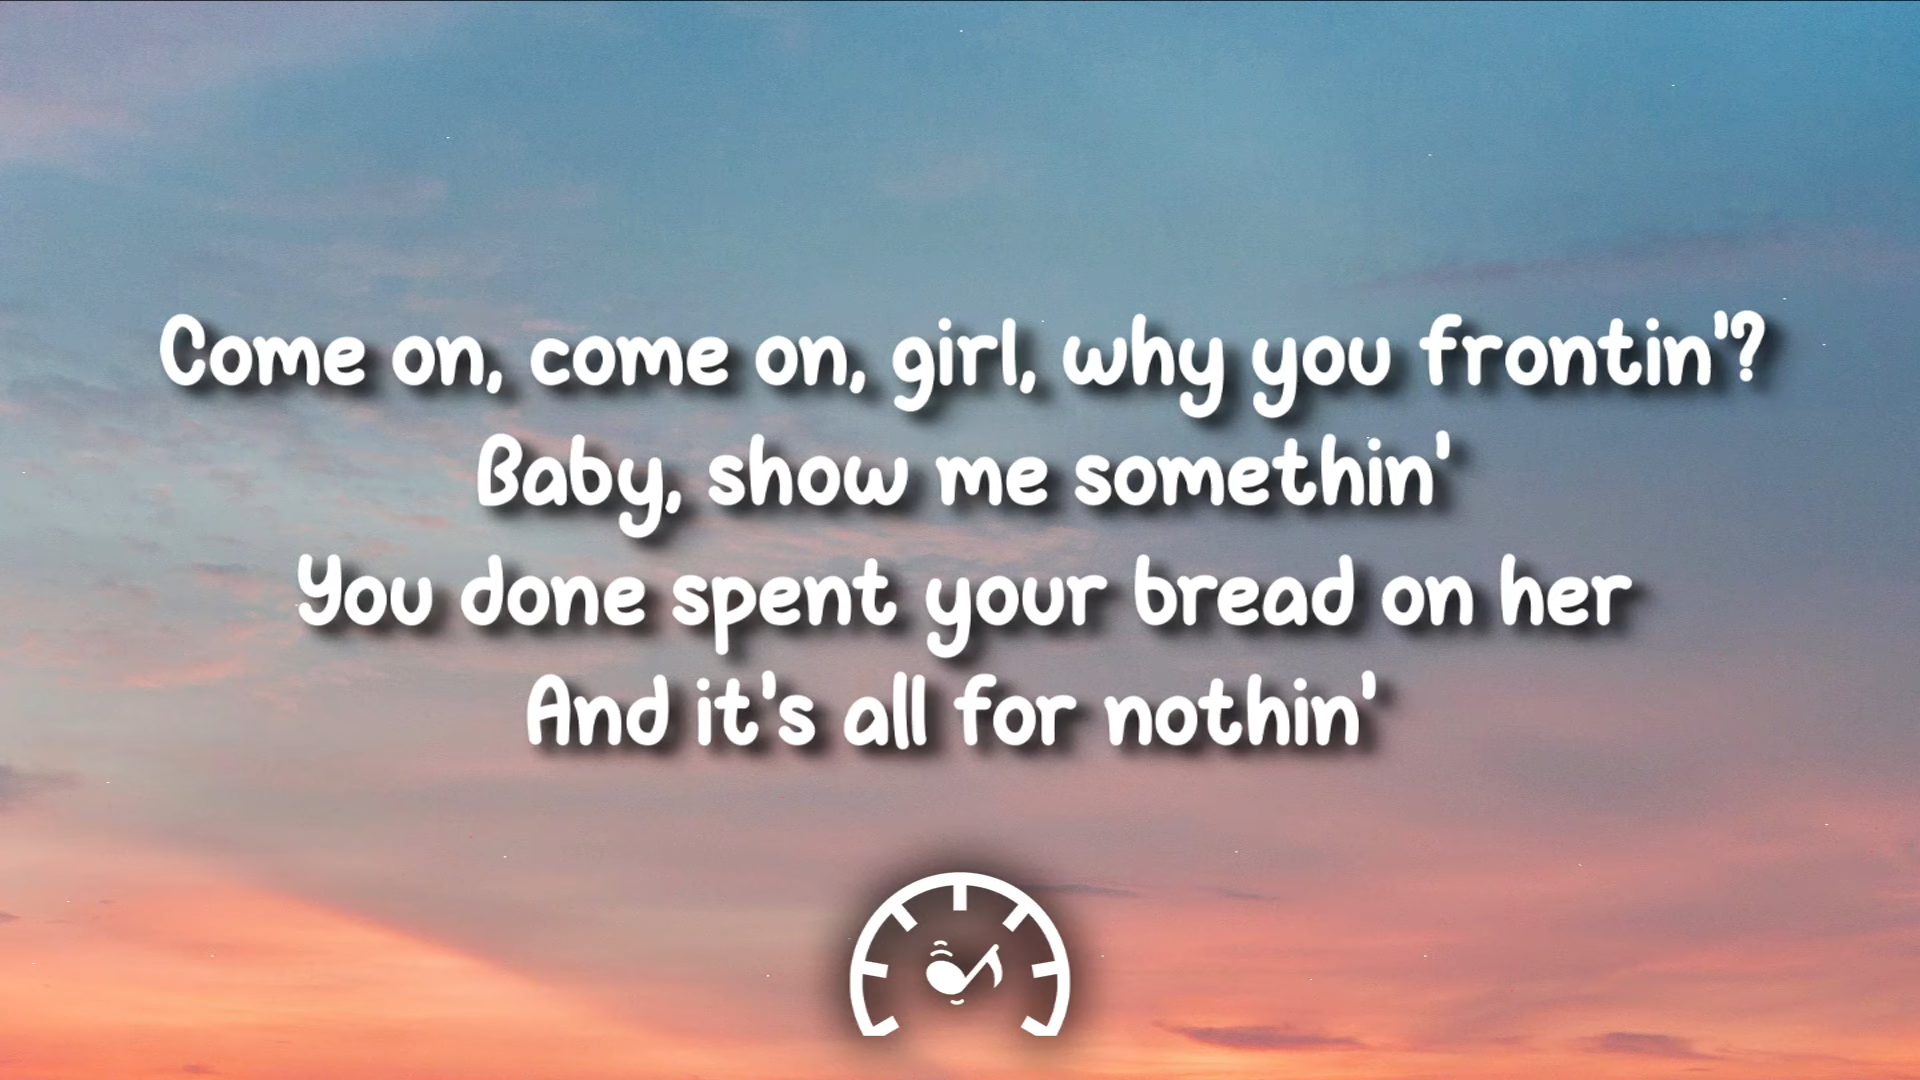 Come on, come on, girl, why you frontin'?
Baby, show me somethin'
You done spent your bread on her
And it's all for nothin'